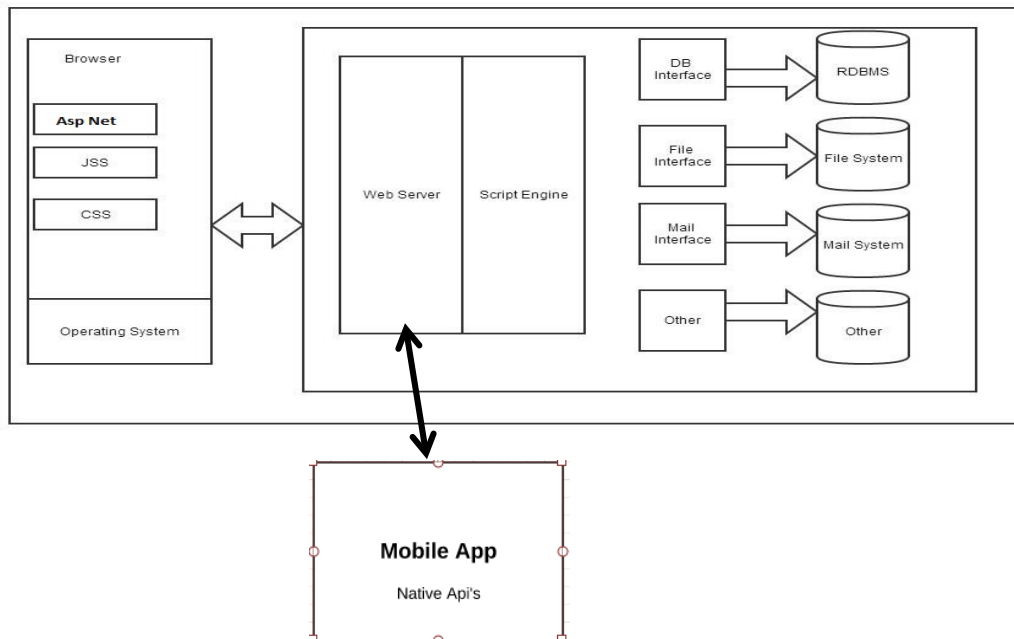 Browser
Asp Net
JSS
CSS
Operating System
Web Server
Script Engine
DB
Interface
RDBMS
File
Interface
File System
Mail
Interface
Mail System
Other
Other
Mobile App
Native Api's